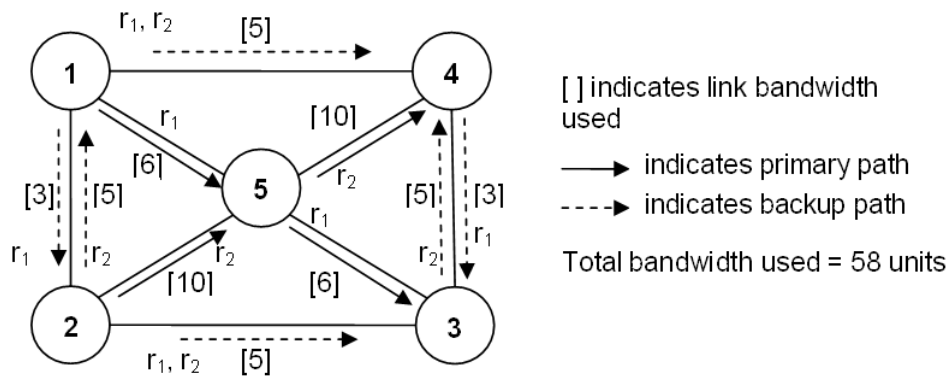 r1, r2
[5]
1
4
r1
[6]
[10]
r2
[3]
[5]
r1
r2
5
[5]
[3]
r2
r1
r2
[10]
r1
[6]
2
3
r1, r2
[5]
[ ] indicates link bandwidth
used
indicates primary path
indicates backup path
Total bandwidth used = 58 units